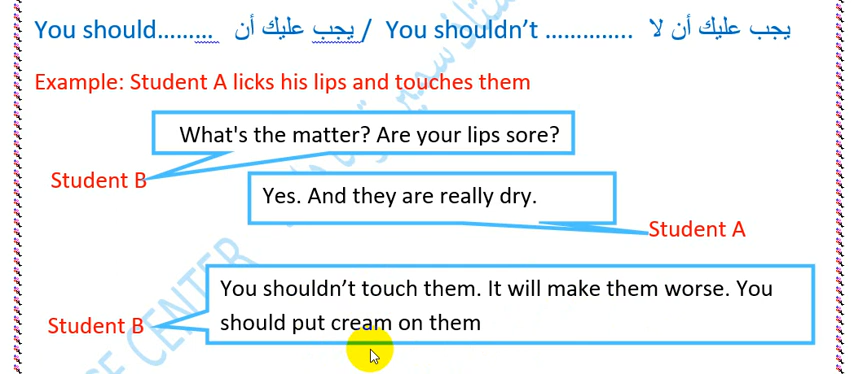 You should......... يجب عليك أن / You shouldn't .............. يجب عليك أن لا
Example: Student A licks his lips and touches them
What's the matter? Are your lips sore?
Student B
Yes. And they are really dry.
Student A
You shouldn't touch them. It will make them worse. You
should put cream on them
Student B
CENTER